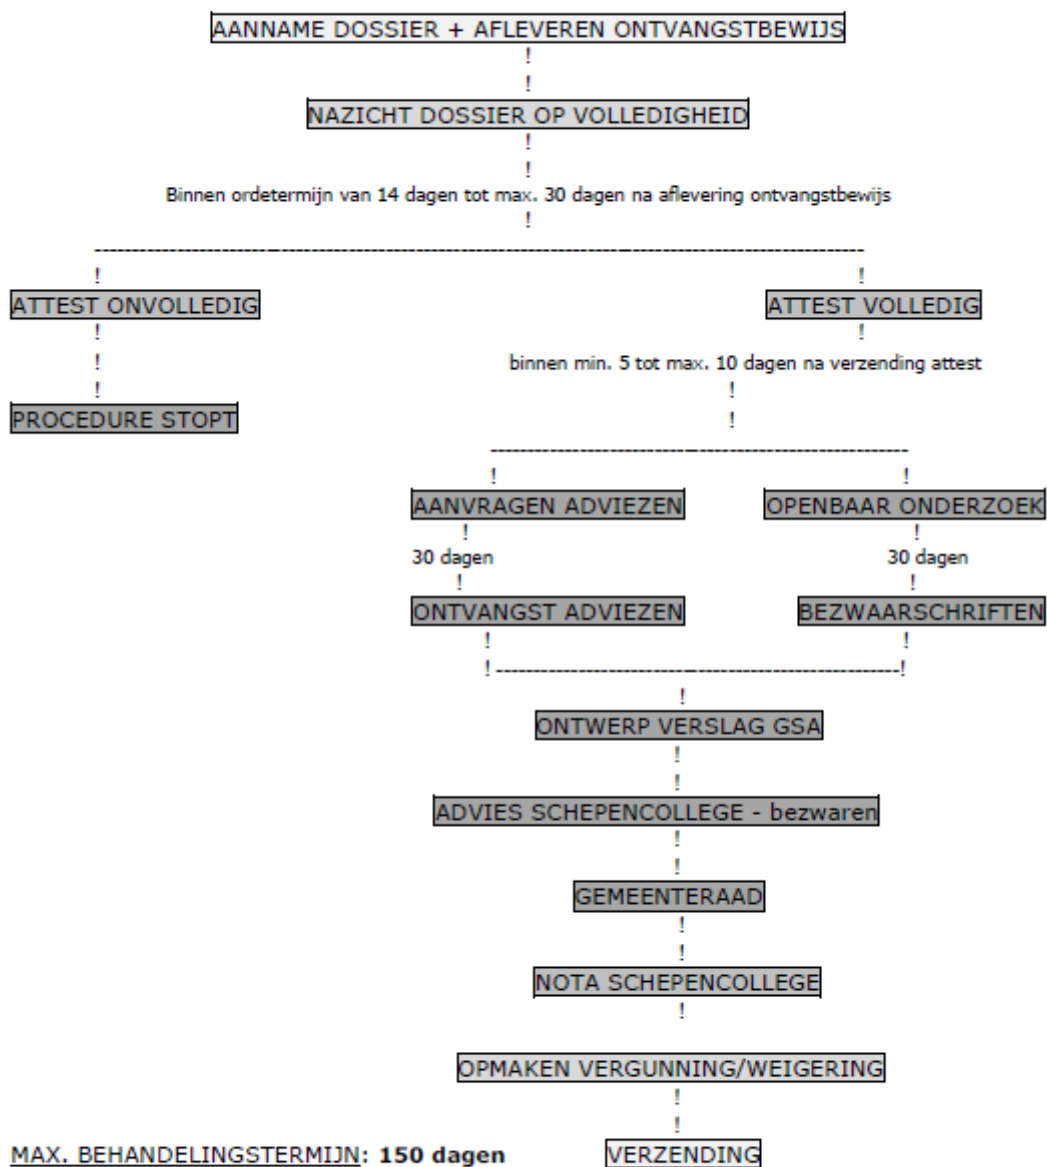 AANNAME DOSSIER + AFLEVEREN ONTVANGSTBEWIJS
!
!
NAZICHT DOSSIER OP VOLLEDIGHEID
!
!
Binnen ordetermijn van 14 dagen tot max. 30 dagen na aflevering ontvangstbewijs
!
! !
ATTEST ONVOLLEDIG ATTEST VOLLEDIG
! !
! binnen min. 5 tot max. 10 dagen na verzending attest
! !
PROCEDURE STOPT !
! !
AANVRAGEN ADVIEZEN OPENBAAR ONDERZOEK
! !
30 dagen 30 dagen
! !
ONTVANGST ADVIEZEN BEZWAARSCHRIFTEN
! !
! !
!
ONTWERP VERSLAG GSA
!
!
ADVIES SCHEPENCOLLEGE - bezwaren
!
!
GEMEENTERAAD
!
!
NOTA SCHEPENCOLLEGE
!
OPMAKEN VERGUNNING/WEIGERING
!
!
MAX. BEHANDELINGSTERMIJN: 150 dagen VERZENDING